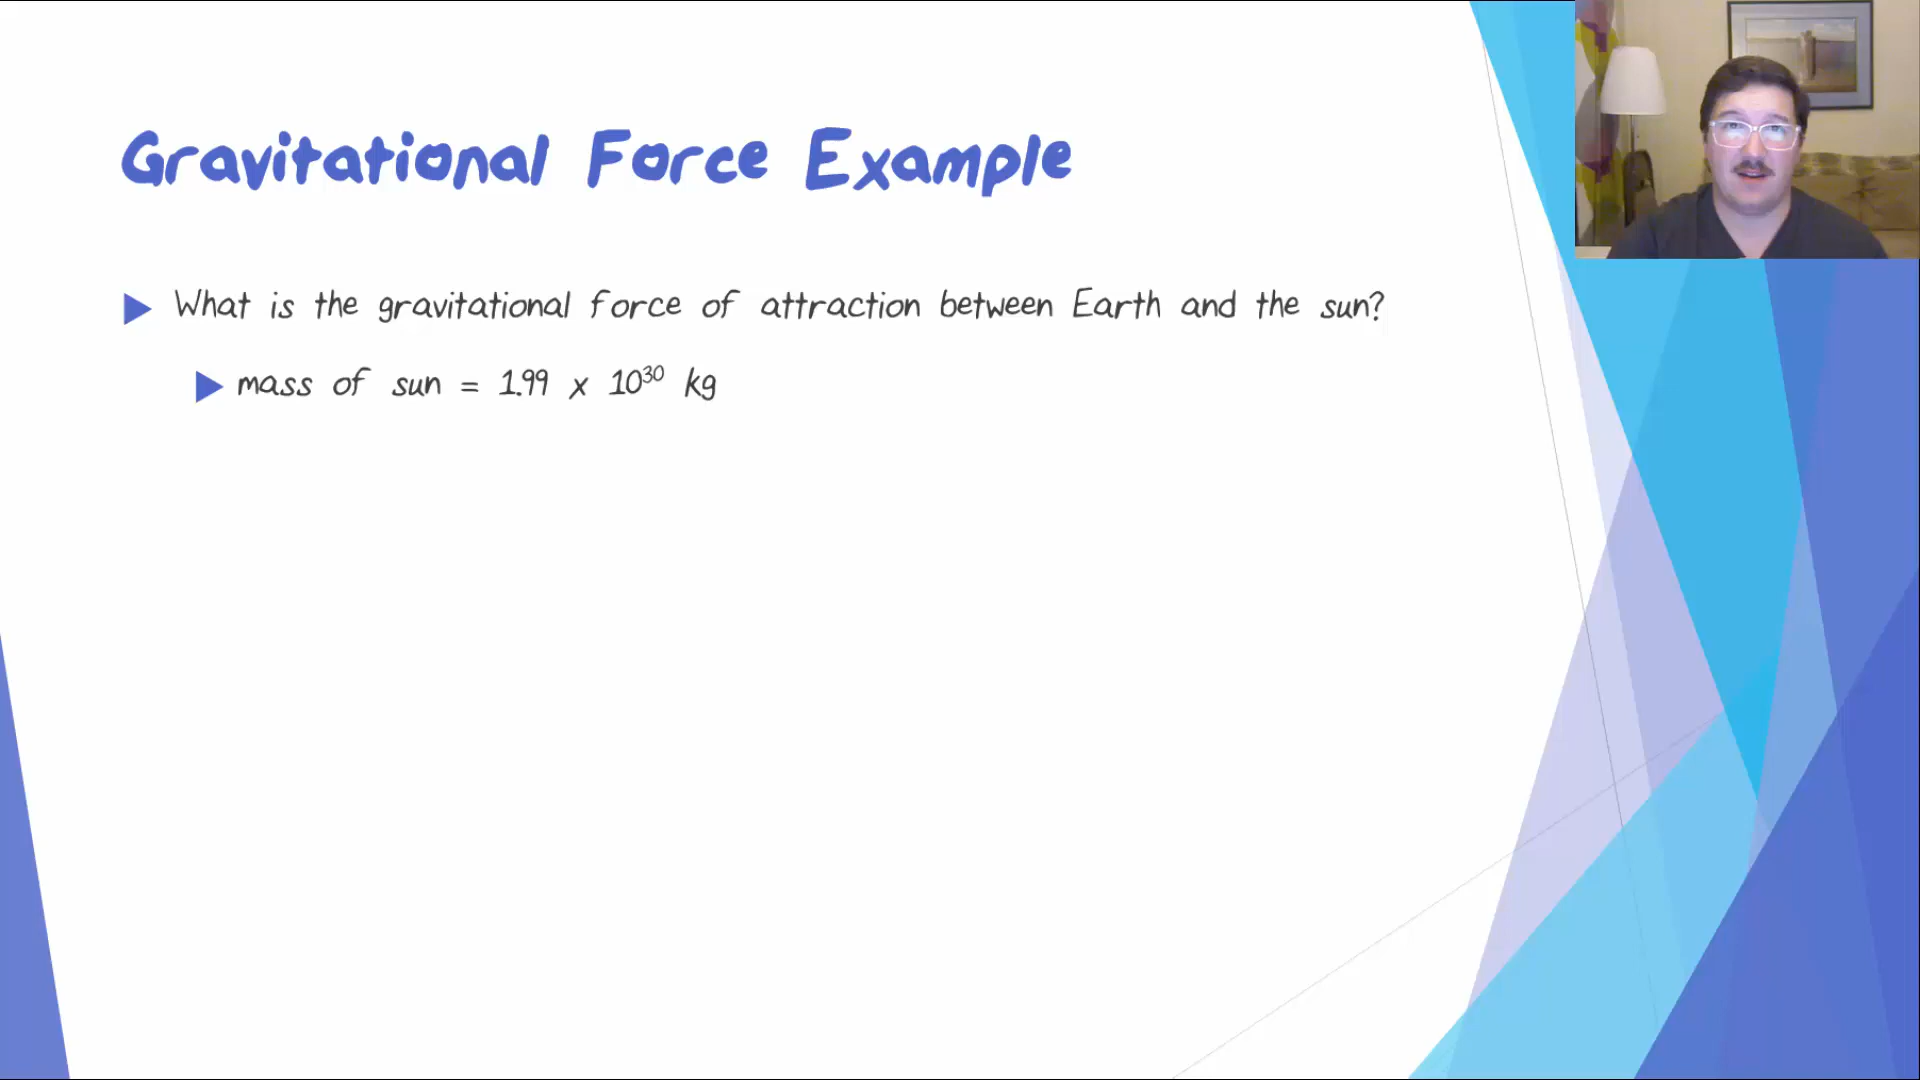 Gravitational Force Example
What is the gravitational force of attraction between Earth and the sun?
mass of sun = 1.99 x 10³⁰ kg